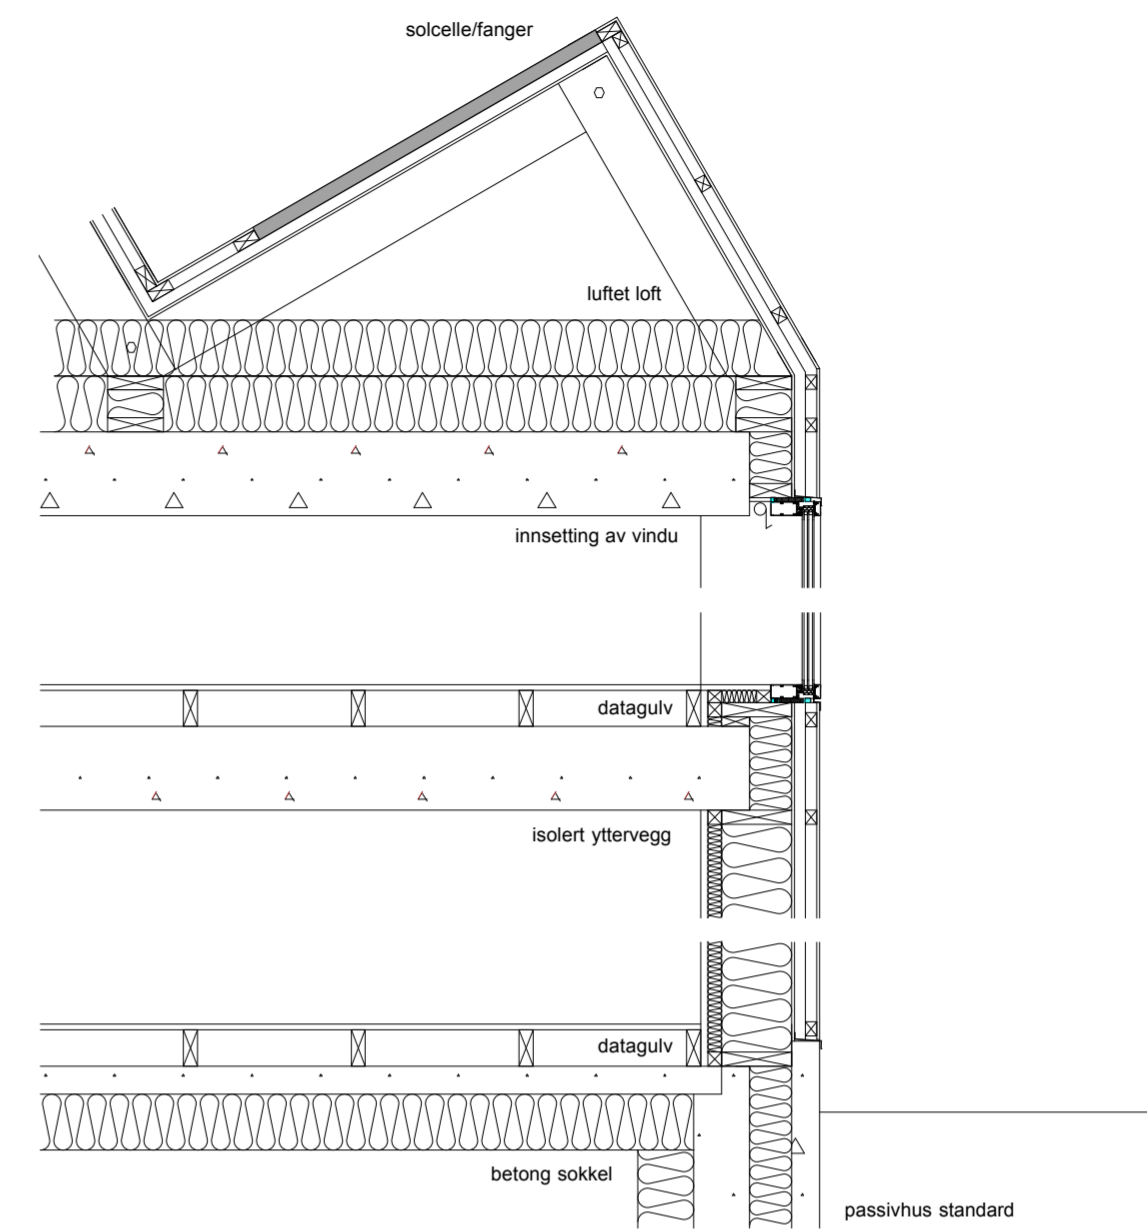 solcelle/fanger
luftet loft
innsetting av vindu
datagulv
isolert yttervegg
datagulv
betong sokkel
passivhus standard